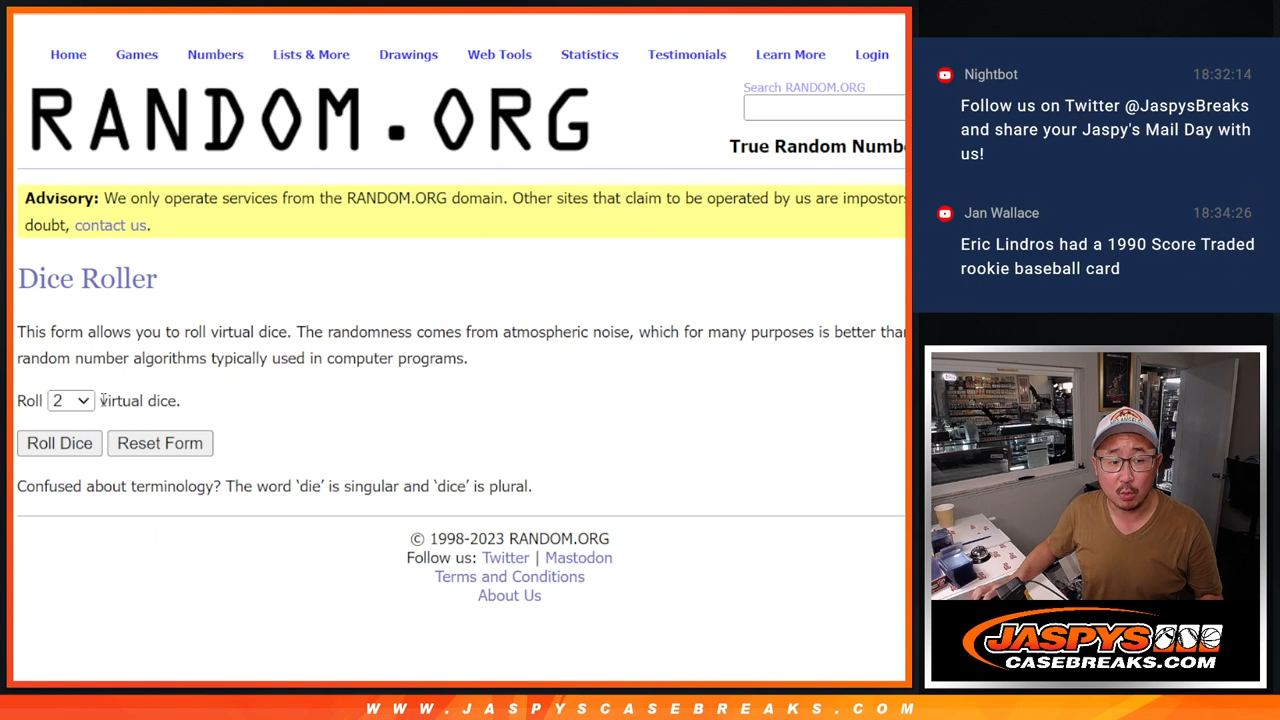 Home Games Numbers Lists & More Drawings Web Tools Statistics Testimonials Learn More Login
RANDOM.ORG
Search RANDOM.ORG
True Random Numb
Advisory: We only operate services from the RANDOM.ORG domain. Other sites that claim to be operated by us are impostors
doubt, contact us.
Dice Roller
This form allows you to roll virtual dice. The randomness comes from atmospheric noise, which for many purposes is better than
random number algorithms typically used in computer programs.
Roll 2 virtual dice.
Roll Dice Reset Form
Confused about terminology? The word ‘die’ is singular and ‘dice’ is plural.
© 1998-2023 RANDOM.ORG
Follow us: Twitter | Mastodon
Terms and Conditions
About Us
Nightbot 18:32:14
Follow us on Twitter @JaspysBreaks
and share your Jaspy's Mail Day with
us!
Jan Wallace 18:34:26
Eric Lindros had a 1990 Score Traded
rookie baseball card
JASPYS
CASEBREAKS.COM
WWW.JASPYSCASEBREAKS.COM